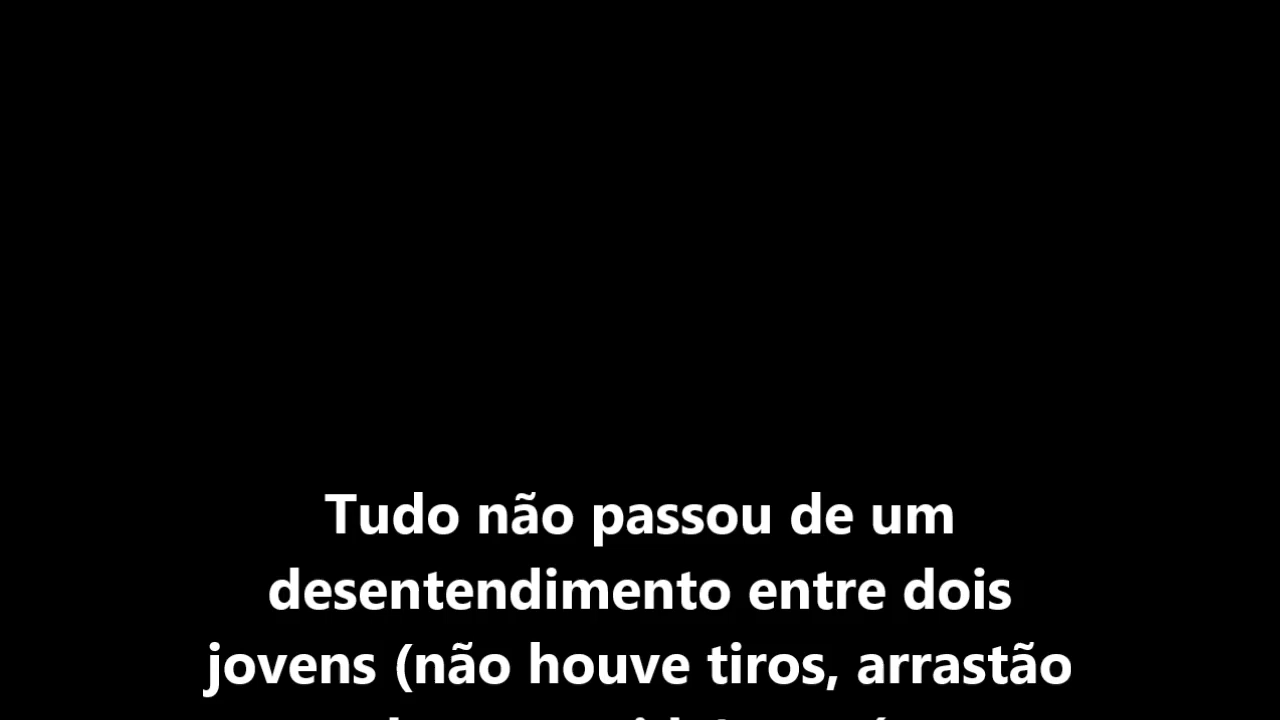 Tudo não passou de um
desentendimento entre dois
jovens (não houve tiros, arrastão